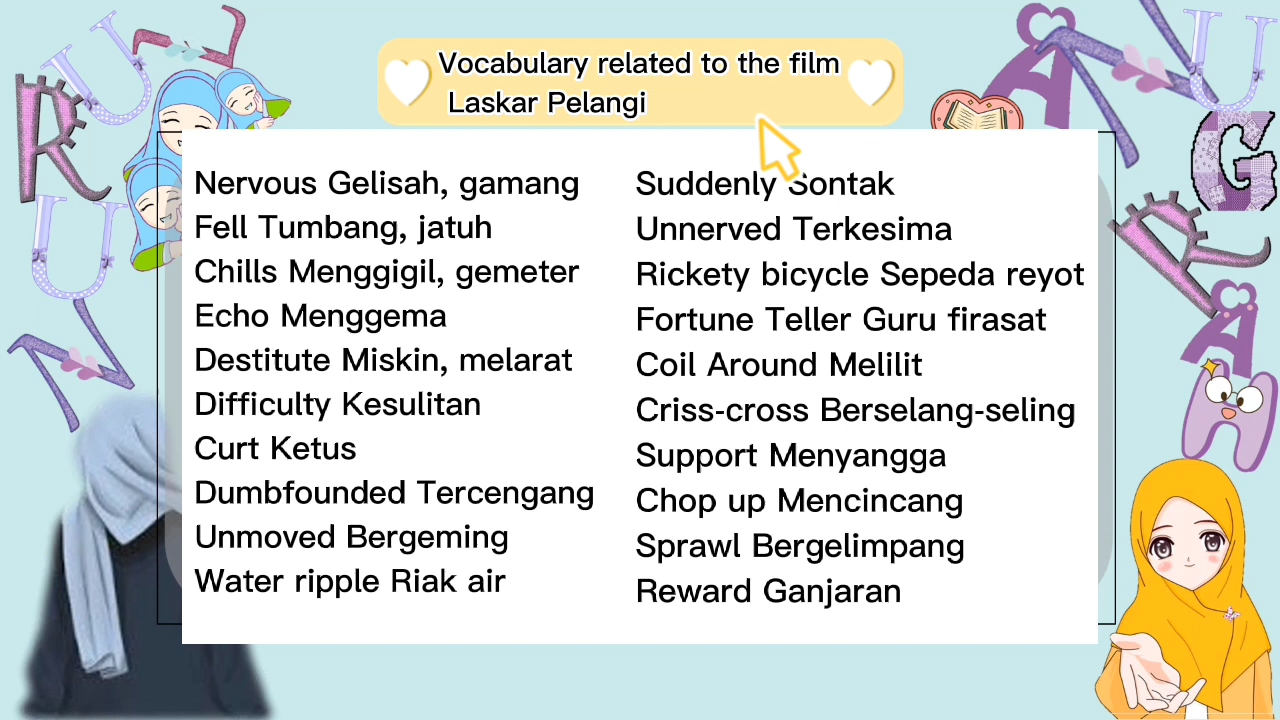 Vocabulary related to the film
Laskar Pelangi
Nervous Gelisah, gamang
Fell Tumbang, jatuh
Chills Menggigil, gemeter
Echo Menggema
Destitute Miskin, melarat
Difficulty Kesulitan
Curt Ketus
Dumbfounded Tercengang
Unmoved Bergeming
Water ripple Riak air
Suddenly Sontak
Unnerved Terkesima
Rickety bicycle Sepeda reyot
Fortune Teller Guru firasat
Coil Around Melilit
Criss-cross Berselang-seling
Support Menyangga
Chop up Mencincang
Sprawl Bergelimpang
Reward Ganjaran